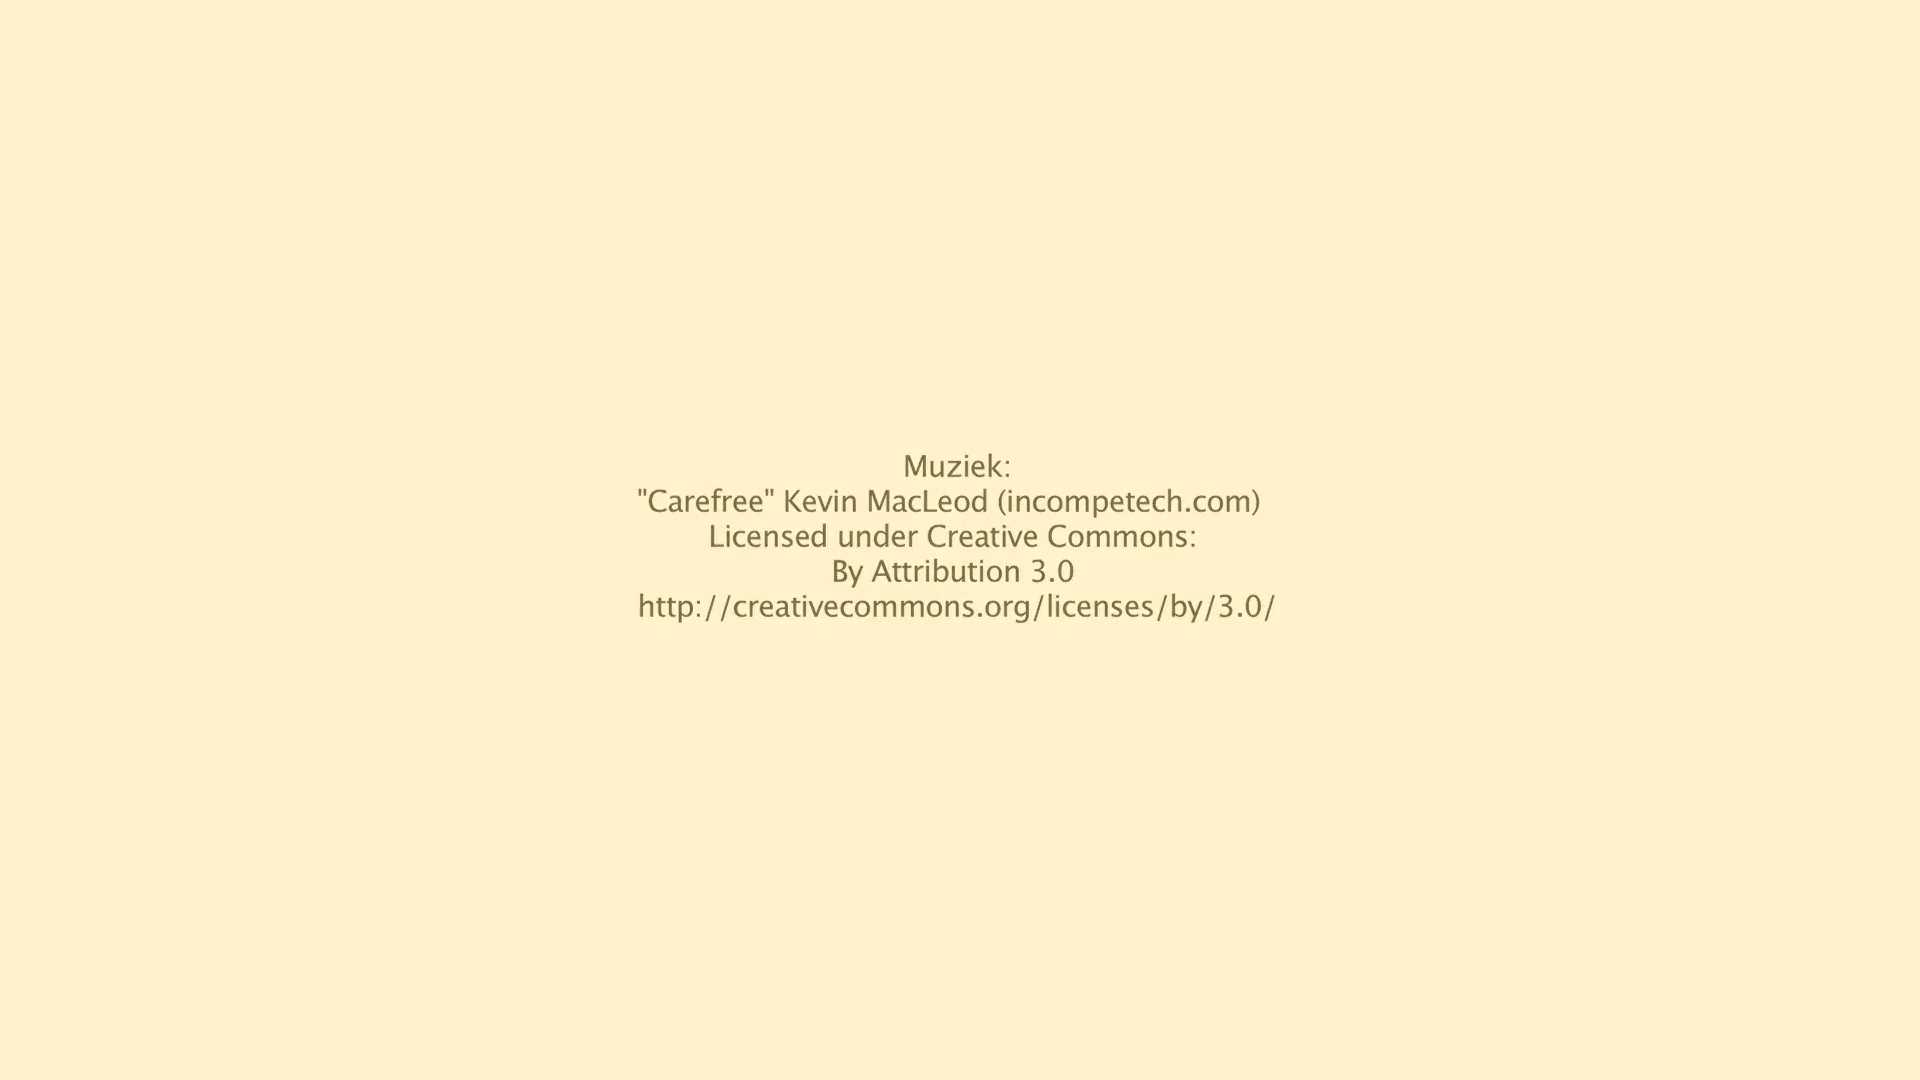 Muziek:
"Carefree" Kevin MacLeod (incompetech.com)
Licensed under Creative Commons:
By Attribution 3.0
http://creativecommons.org/licenses/by/3.0/